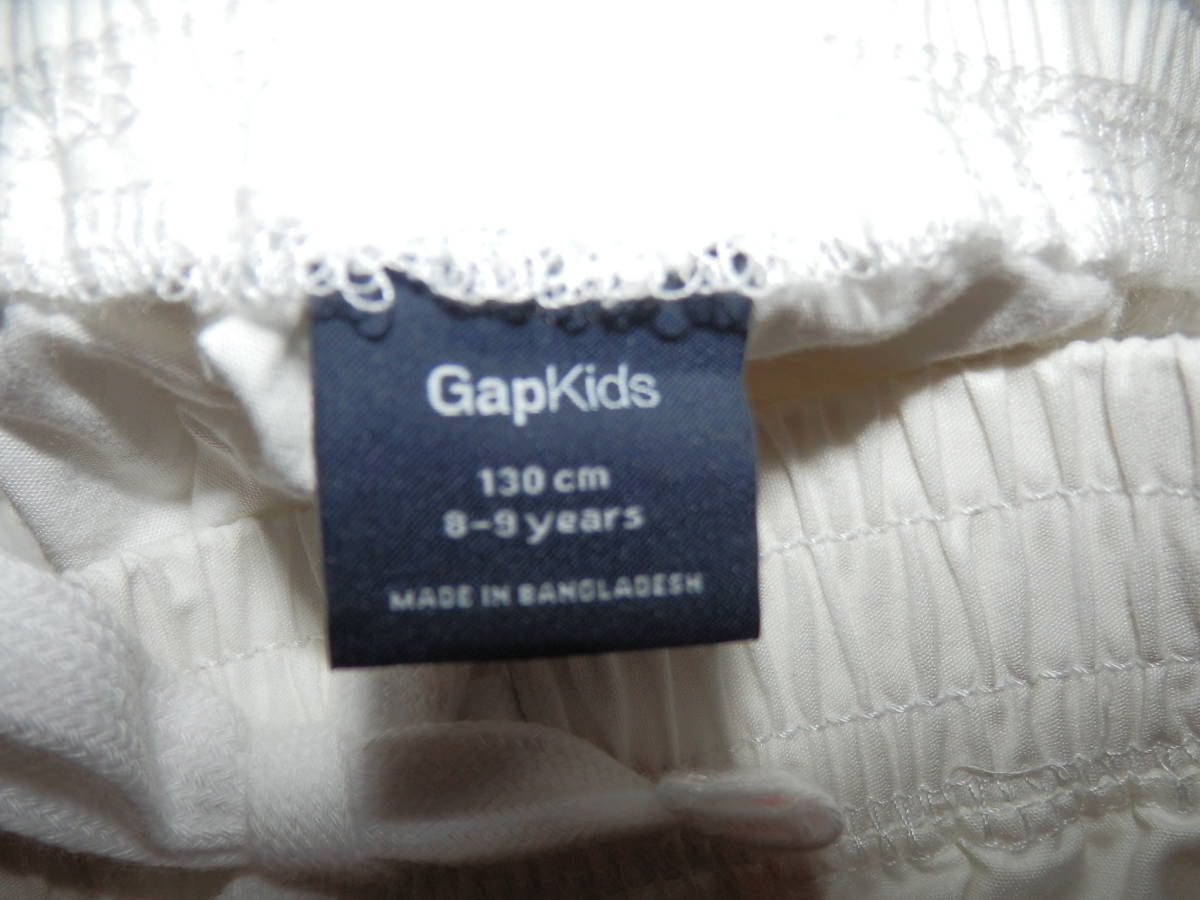 GapKids
130 cm
8-9 years
MADE IN BANGLADESH